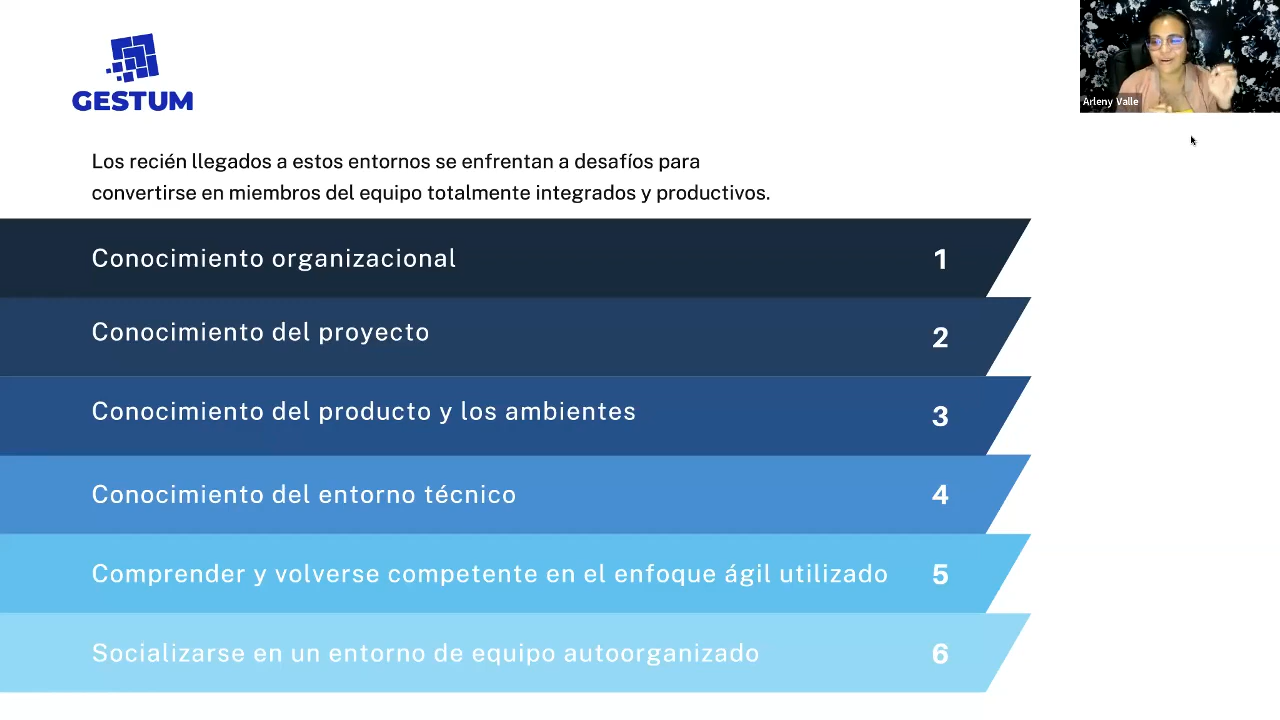 GESTUM
Arleny Valle
Los recién llegados a estos entornos se enfrentan a desafíos para
convertirse en miembros del equipo totalmente integrados y productivos.
Conocimiento organizacional 1
Conocimiento del proyecto 2
Conocimiento del producto y los ambientes 3
Conocimiento del entorno técnico 4
Comprender y volverse competente en el enfoque ágil utilizado 5
Socializarse en un entorno de equipo autoorganizado 6